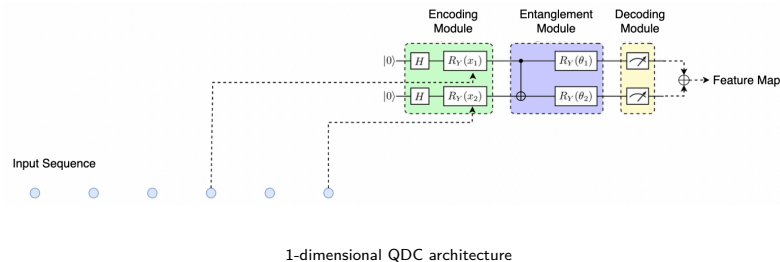 Encoding Module
Entanglement Module
Decoding Module
|0⟩ H R_Y(x_1) R_Y(θ_1)
Feature Map
|0⟩ H R_Y(x_2) R_Y(θ_2)
Input Sequence
1-dimensional QDC architecture